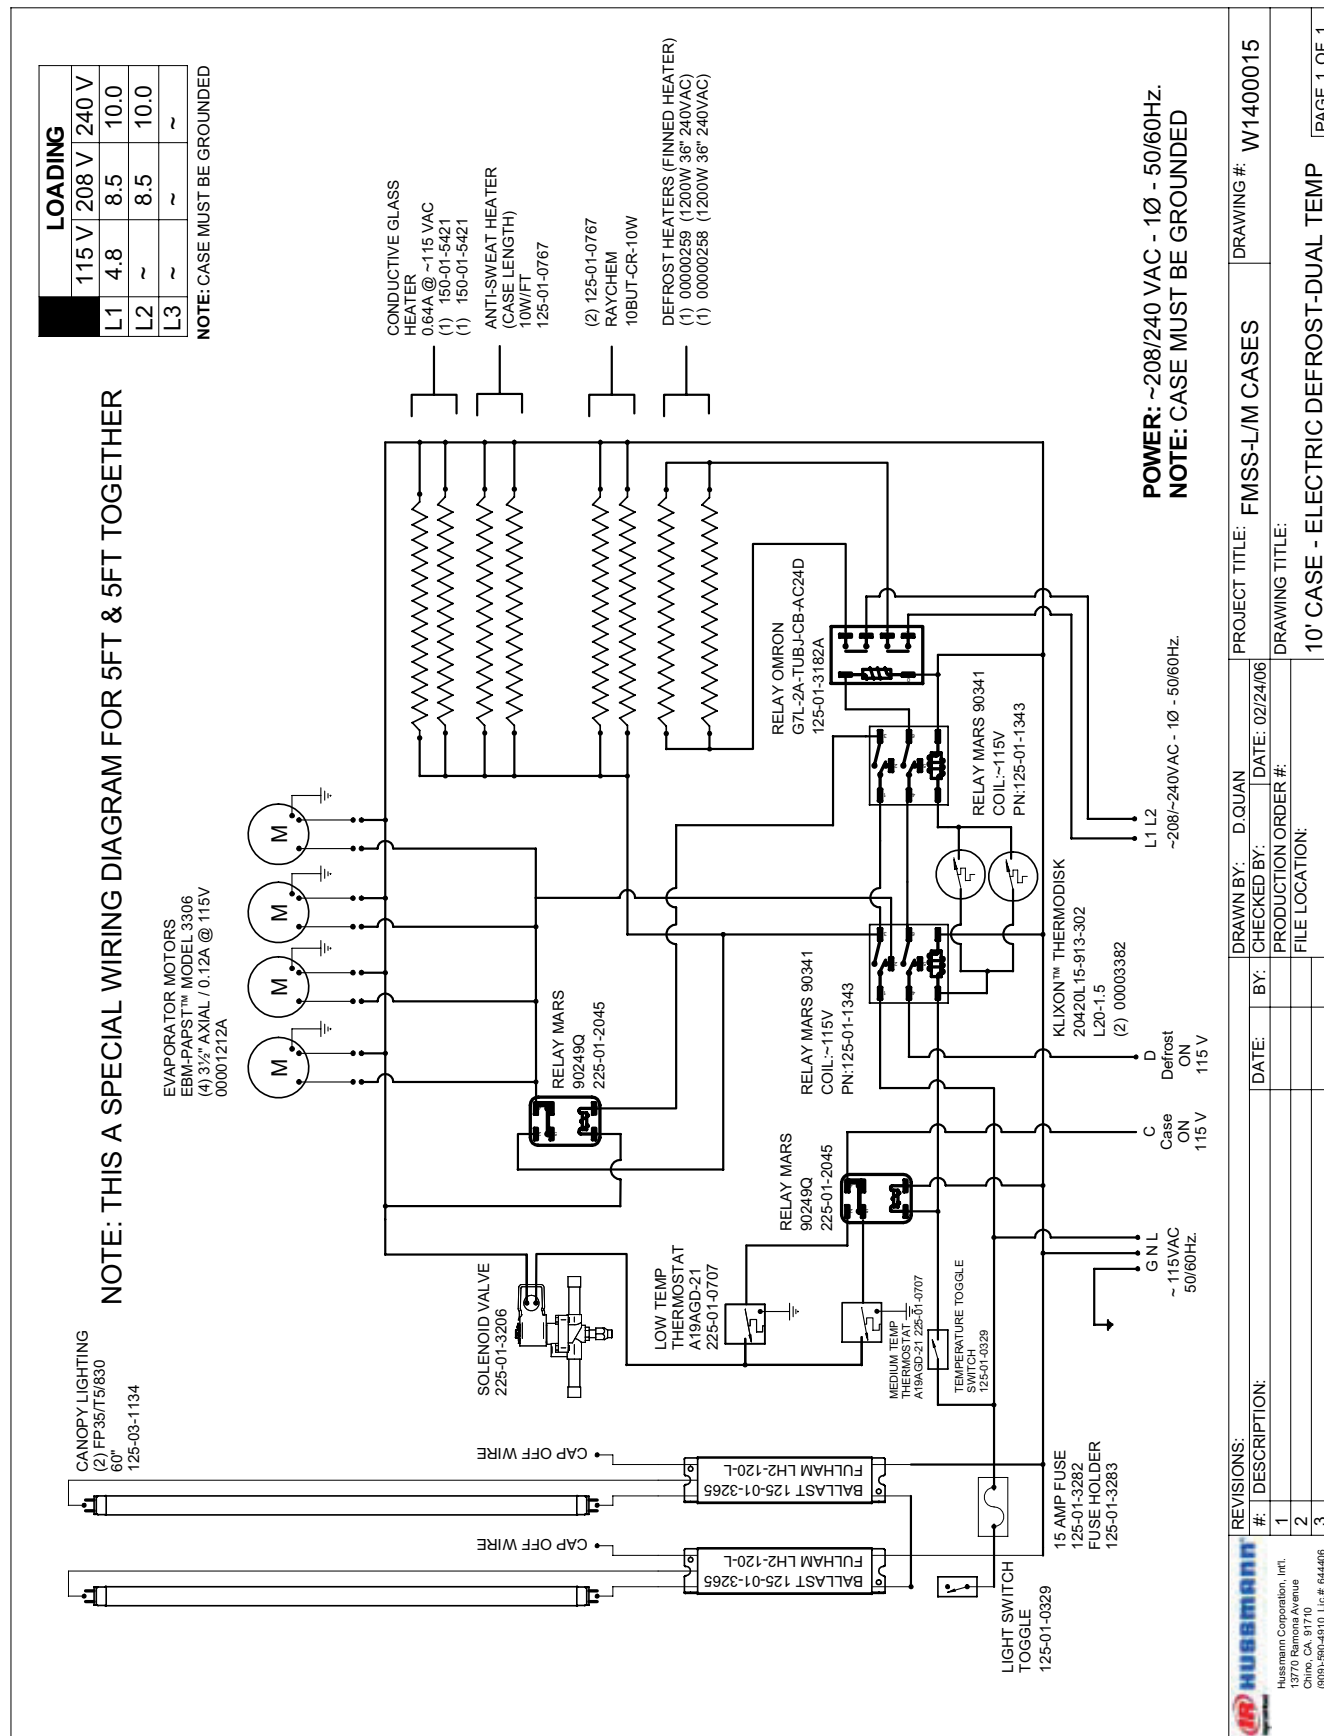 NOTE: THIS A SPECIAL WIRING DIAGRAM FOR 5FT & 5FT TOGETHER
LOADING
115 V 208 V 240 V
L1 4.8 8.5 10.0
L2 ~ 8.5 10.0
L3 ~ ~ ~
NOTE: CASE MUST BE GROUNDED
CANOPY LIGHTING
(2) FP35/T5/830
60"
125-03-1134
EVAPORATOR MOTORS
EBM-PAPST™ MODEL 3306
(4) 3½" AXIAL / 0.12A @ 115V
00001212A
M
M
M
M
CONDUCTIVE GLASS
HEATER
0.64A @ ~115 VAC
(1) 150-01-5421
(1) 150-01-5421
ANTI-SWEAT HEATER
(CASE LENGTH)
10W/FT
125-01-0767
(2) 125-01-0767
RAYCHEM
10BUT-CR-10W
DEFROST HEATERS (FINNED HEATER)
(1) 00000259 (1200W 36" 240VAC)
(1) 00000258 (1200W 36" 240VAC)
CAP OFF WIRE
CAP OFF WIRE
BALLAST 125-01-3265
FULHAM LH2-120-L
BALLAST 125-01-3265
FULHAM LH2-120-L
SOLENOID VALVE
225-01-3206
RELAY MARS
90249Q
225-01-2045
LOW TEMP
THERMOSTAT
A19AGD-21
225-01-0707
RELAY MARS
90249Q
225-01-2045
RELAY MARS 90341
COIL:~115V
PN:125-01-1343
RELAY OMRON
G7L-2A-TUBJ-CB-AC24D
125-01-3182A
RELAY MARS 90341
COIL:~115V
PN:125-01-1343
MEDIUM TEMP
THERMOSTAT
A19AGD-21 225-01-0707
TEMPERATURE TOGGLE
SWITCH
125-01-0329
KLIXON™ THERMODISK
20420L15-913-302
L20-1.5
(2) 00003382
LIGHT SWITCH
TOGGLE
125-01-0329
15 AMP FUSE
125-01-3282
FUSE HOLDER
125-01-3283
G N L
~ 115VAC
50/60Hz.
C
Case
ON
115 V
D
Defrost
ON
115 V
L1 L2
~208/~240VAC - 1Ø - 50/60Hz.
POWER: ~208/240 VAC - 1Ø - 50/60Hz.
NOTE: CASE MUST BE GROUNDED
IR HUSSMANN
Hussmann Corporation, Int'l.
13770 Ramona Avenue
Chino, CA. 91710
(909)-590-4910 Lic #: 644406
REVISIONS:
#: DESCRIPTION: DATE: BY:
1
2
3
DRAWN BY: D.QUAN
CHECKED BY: DATE: 02/24/06
PRODUCTION ORDER #:
FILE LOCATION:
PROJECT TITLE: FMSS-L/M CASES
DRAWING #: W1400015
DRAWING TITLE:
10' CASE - ELECTRIC DEFROST-DUAL TEMP
PAGE 1 OF 1